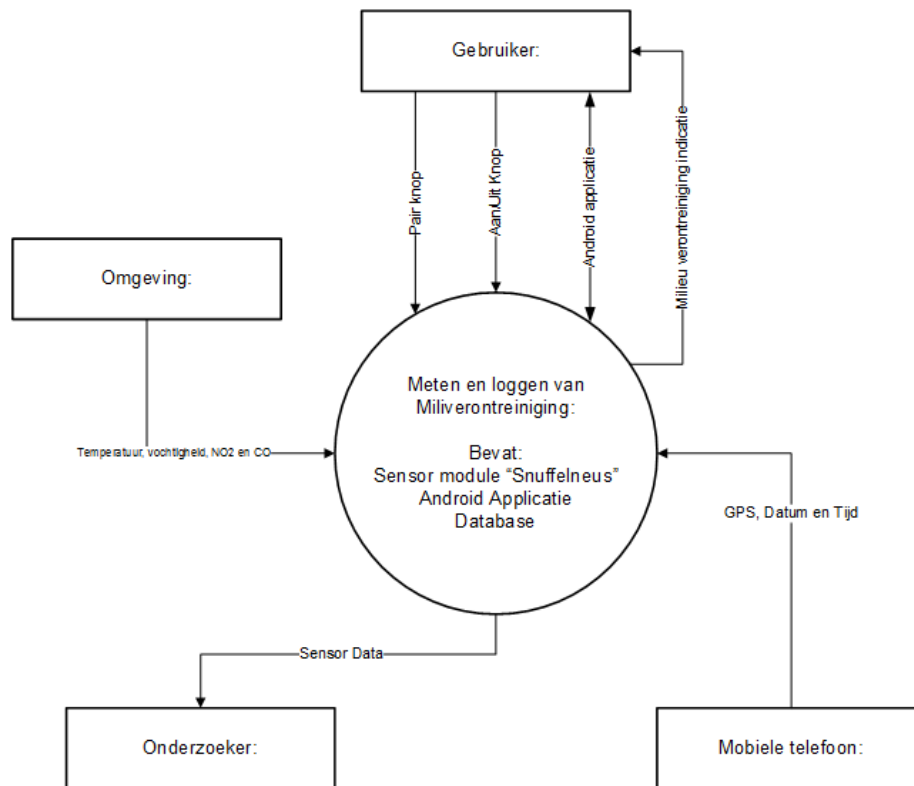 Gebruiker:
Pair knop
Aan/Uit Knop
Android applicatie
Milieu verontreiniging indicatie
Omgeving:
Meten en loggen van
Miliverontreiniging:
Bevat:
Sensor module “Snuffelneus”
Android Applicatie
Database
Temperatuur, vochtigheid, NO2 en CO
GPS, Datum en Tijd
Sensor Data
Onderzoeker:
Mobiele telefoon: